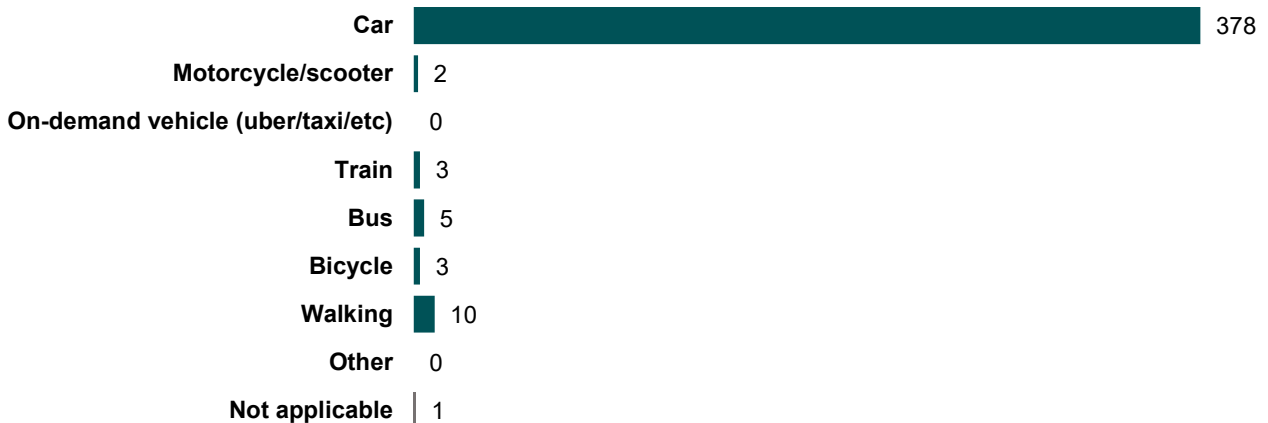 Car 378
Motorcycle/scooter 2
On-demand vehicle (uber/taxi/etc) 0
Train 3
Bus 5
Bicycle 3
Walking 10
Other 0
Not applicable 1